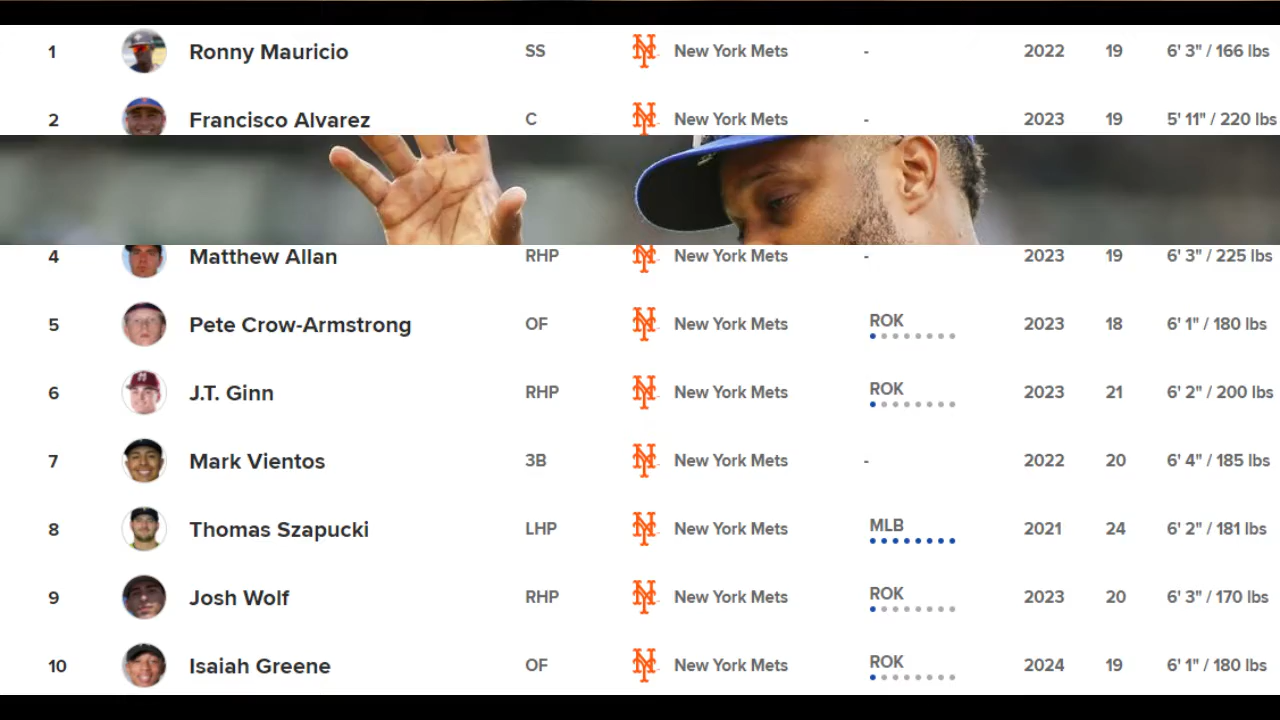 1 Ronny Mauricio SS New York Mets - 2022 19 6' 3" / 166 lbs
2 Francisco Alvarez C New York Mets - 2023 19 5' 11" / 220 lbs
4 Matthew Allan RHP New York Mets - 2023 19 6' 3" / 225 lbs
5 Pete Crow-Armstrong OF New York Mets ROK 2023 18 6' 1" / 180 lbs
6 J.T. Ginn RHP New York Mets ROK 2023 21 6' 2" / 200 lbs
7 Mark Vientos 3B New York Mets - 2022 20 6' 4" / 185 lbs
8 Thomas Szapucki LHP New York Mets MLB 2021 24 6' 2" / 181 lbs
9 Josh Wolf RHP New York Mets ROK 2023 20 6' 3" / 170 lbs
10 Isaiah Greene OF New York Mets ROK 2024 19 6' 1" / 180 lbs